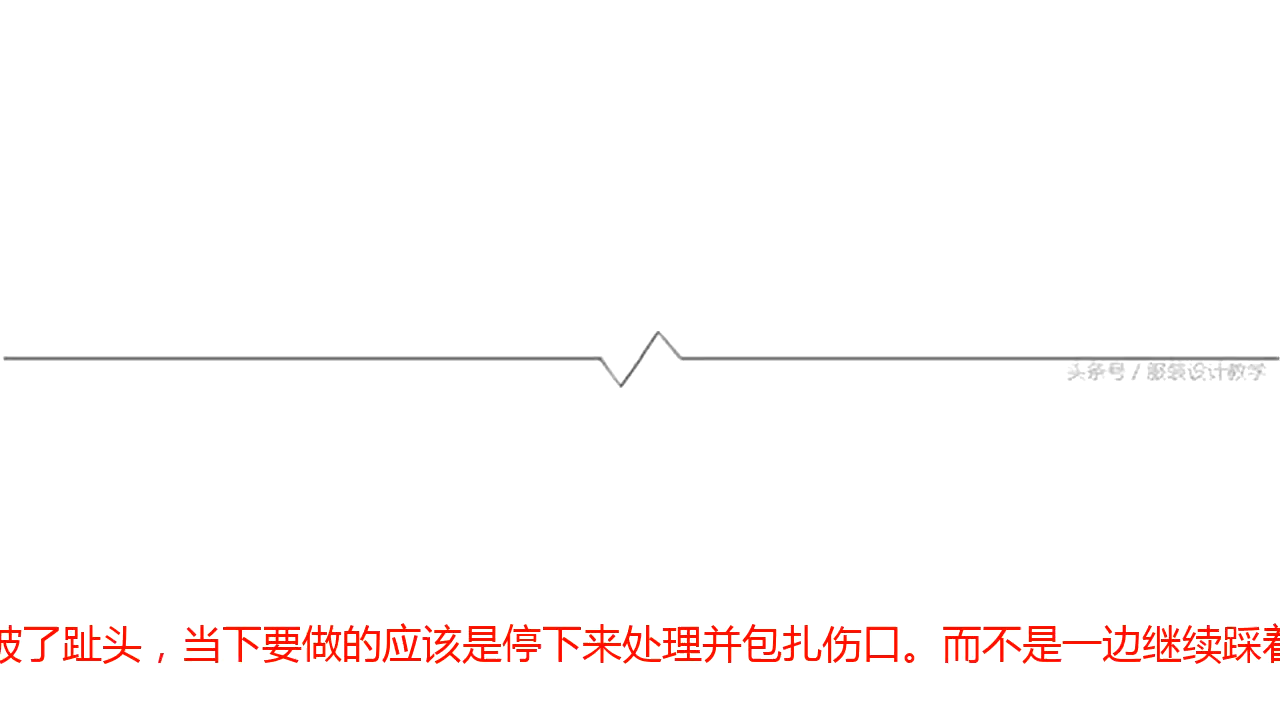 头条号 / 服装设计教学
破了趾头，当下要做的应该是停下来处理并包扎伤口。而不是一边继续踩着